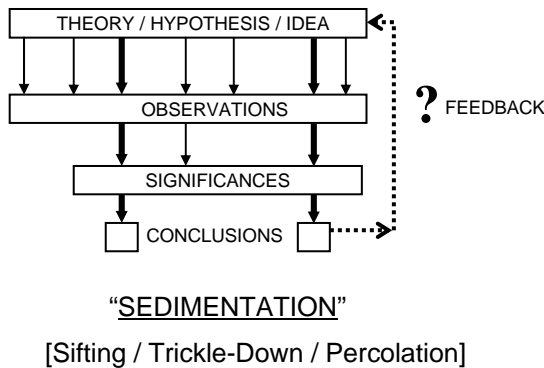 THEORY / HYPOTHESIS / IDEA
OBSERVATIONS
? FEEDBACK
SIGNIFICANCES
CONCLUSIONS
“SEDIMENTATION”
[Sifting / Trickle-Down / Percolation]